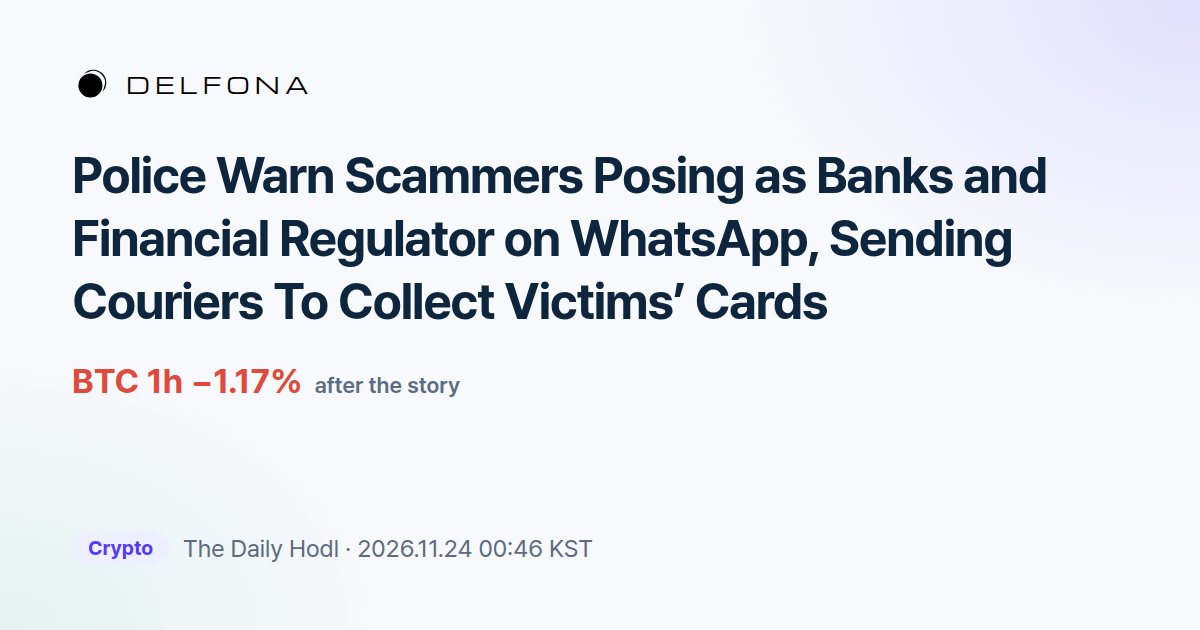 DELFONA
Police Warn Scammers Posing as Banks and
Financial Regulator on WhatsApp, Sending
Couriers To Collect Victims’ Cards
BTC 1h −1.17% after the story
Crypto The Daily Hodl · 2026.11.24 00:46 KST